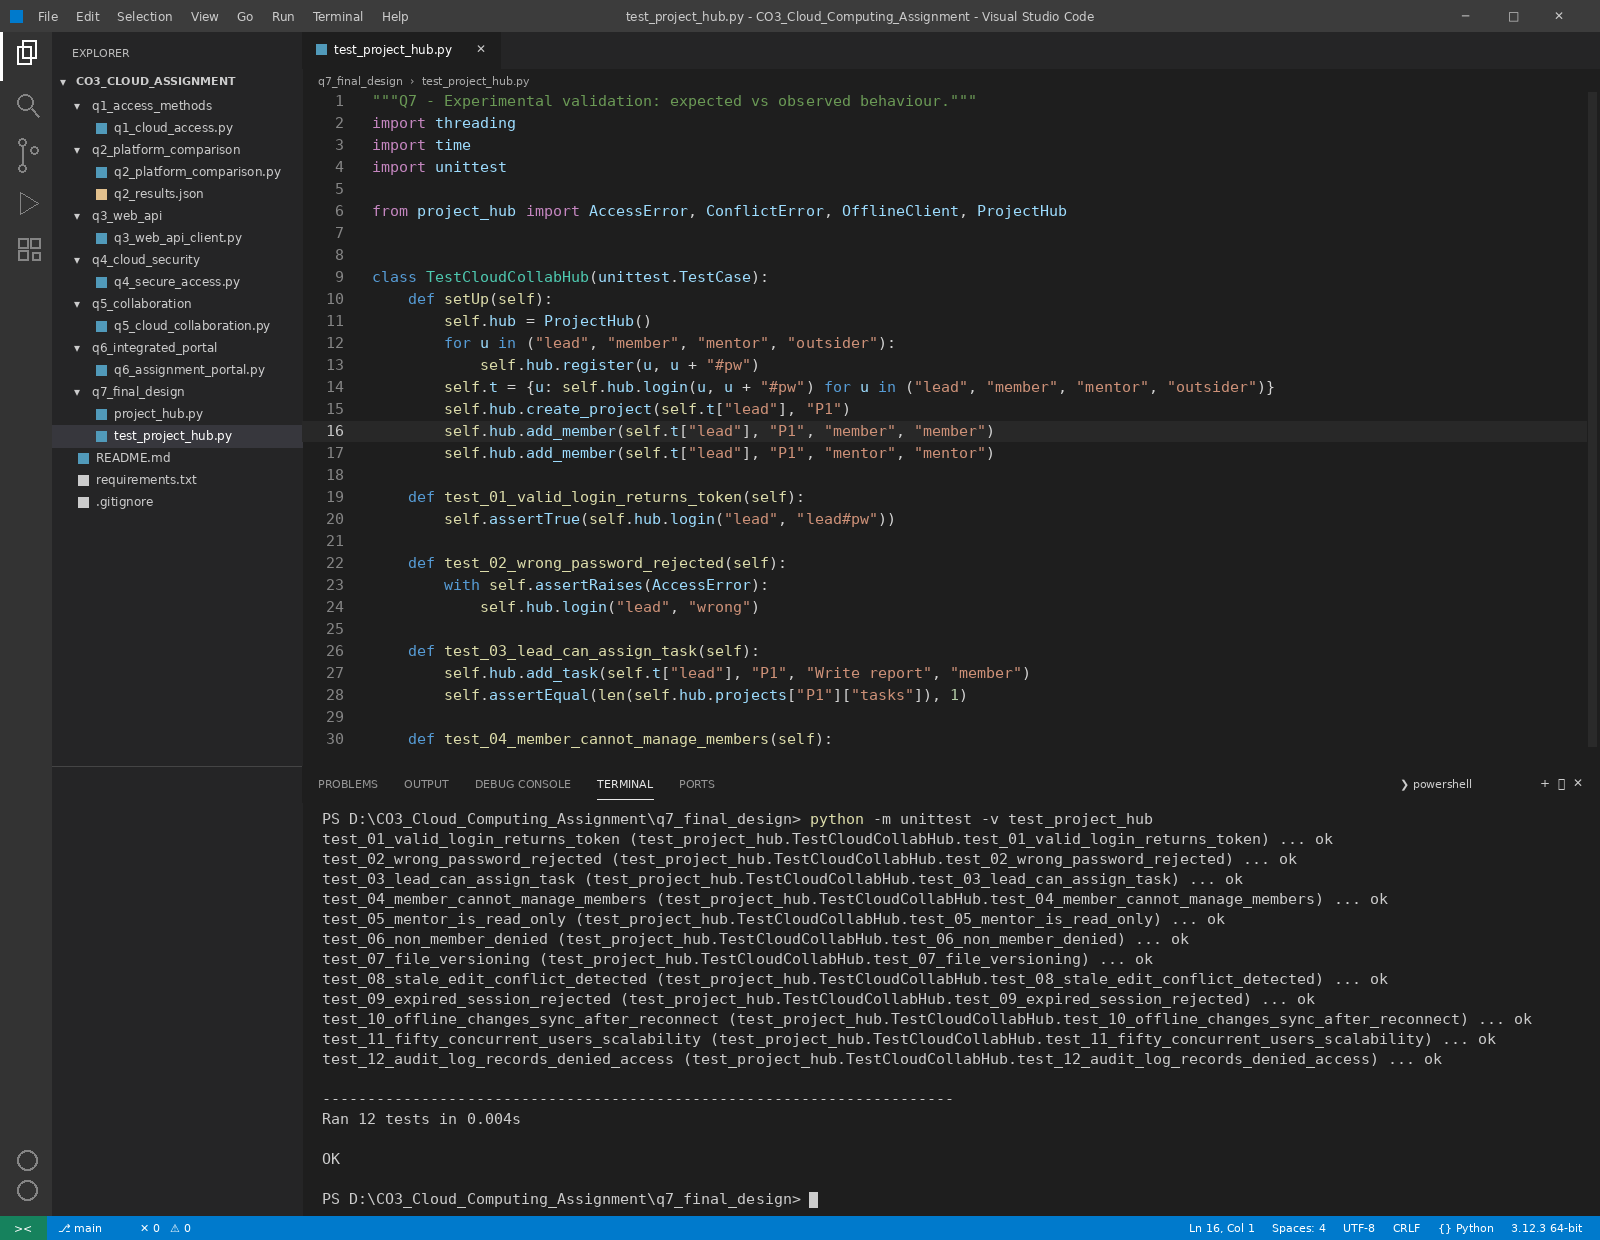 File Edit Selection View Go Run Terminal Help
test_project_hub.py - CO3_Cloud_Computing_Assignment - Visual Studio Code
EXPLORER
CO3_CLOUD_ASSIGNMENT
q1_access_methods
q1_cloud_access.py
q2_platform_comparison
q2_platform_comparison.py
q2_results.json
q3_web_api
q3_web_api_client.py
q4_cloud_security
q4_secure_access.py
q5_collaboration
q5_cloud_collaboration.py
q6_integrated_portal
q6_assignment_portal.py
q7_final_design
project_hub.py
test_project_hub.py
README.md
requirements.txt
.gitignore
test_project_hub.py ✕
q7_final_design › test_project_hub.py
1 """Q7 - Experimental validation: expected vs observed behaviour."""
2 import threading
3 import time
4 import unittest
5
6 from project_hub import AccessError, ConflictError, OfflineClient, ProjectHub
7
8
9 class TestCloudCollabHub(unittest.TestCase):
10     def setUp(self):
11         self.hub = ProjectHub()
12         for u in ("lead", "member", "mentor", "outsider"):
13             self.hub.register(u, u + "#pw")
14         self.t = {u: self.hub.login(u, u + "#pw") for u in ("lead", "member", "mentor", "outsider")}
15         self.hub.create_project(self.t["lead"], "P1")
16         self.hub.add_member(self.t["lead"], "P1", "member", "member")
17         self.hub.add_member(self.t["lead"], "P1", "mentor", "mentor")
18
19     def test_01_valid_login_returns_token(self):
20         self.assertTrue(self.hub.login("lead", "lead#pw"))
21
22     def test_02_wrong_password_rejected(self):
23         with self.assertRaises(AccessError):
24             self.hub.login("lead", "wrong")
25
26     def test_03_lead_can_assign_task(self):
27         self.hub.add_task(self.t["lead"], "P1", "Write report", "member")
28         self.assertEqual(len(self.hub.projects["P1"]["tasks"]), 1)
29
30     def test_04_member_cannot_manage_members(self):
PROBLEMS OUTPUT DEBUG CONSOLE TERMINAL PORTS
❯ powershell + ✕
PS D:\CO3_Cloud_Computing_Assignment\q7_final_design> python -m unittest -v test_project_hub
test_01_valid_login_returns_token (test_project_hub.TestCloudCollabHub.test_01_valid_login_returns_token) ... ok
test_02_wrong_password_rejected (test_project_hub.TestCloudCollabHub.test_02_wrong_password_rejected) ... ok
test_03_lead_can_assign_task (test_project_hub.TestCloudCollabHub.test_03_lead_can_assign_task) ... ok
test_04_member_cannot_manage_members (test_project_hub.TestCloudCollabHub.test_04_member_cannot_manage_members) ... ok
test_05_mentor_is_read_only (test_project_hub.TestCloudCollabHub.test_05_mentor_is_read_only) ... ok
test_06_non_member_denied (test_project_hub.TestCloudCollabHub.test_06_non_member_denied) ... ok
test_07_file_versioning (test_project_hub.TestCloudCollabHub.test_07_file_versioning) ... ok
test_08_stale_edit_conflict_detected (test_project_hub.TestCloudCollabHub.test_08_stale_edit_conflict_detected) ... ok
test_09_expired_session_rejected (test_project_hub.TestCloudCollabHub.test_09_expired_session_rejected) ... ok
test_10_offline_changes_sync_after_reconnect (test_project_hub.TestCloudCollabHub.test_10_offline_changes_sync_after_reconnect) ... ok
test_11_fifty_concurrent_users_scalability (test_project_hub.TestCloudCollabHub.test_11_fifty_concurrent_users_scalability) ... ok
test_12_audit_log_records_denied_access (test_project_hub.TestCloudCollabHub.test_12_audit_log_records_denied_access) ... ok
----------------------------------------------------------------------
Ran 12 tests in 0.004s
OK
PS D:\CO3_Cloud_Computing_Assignment\q7_final_design>
>< ⎇ main ✕ 0 ⚠ 0 Ln 16, Col 1 Spaces: 4 UTF-8 CRLF {} Python 3.12.3 64-bit